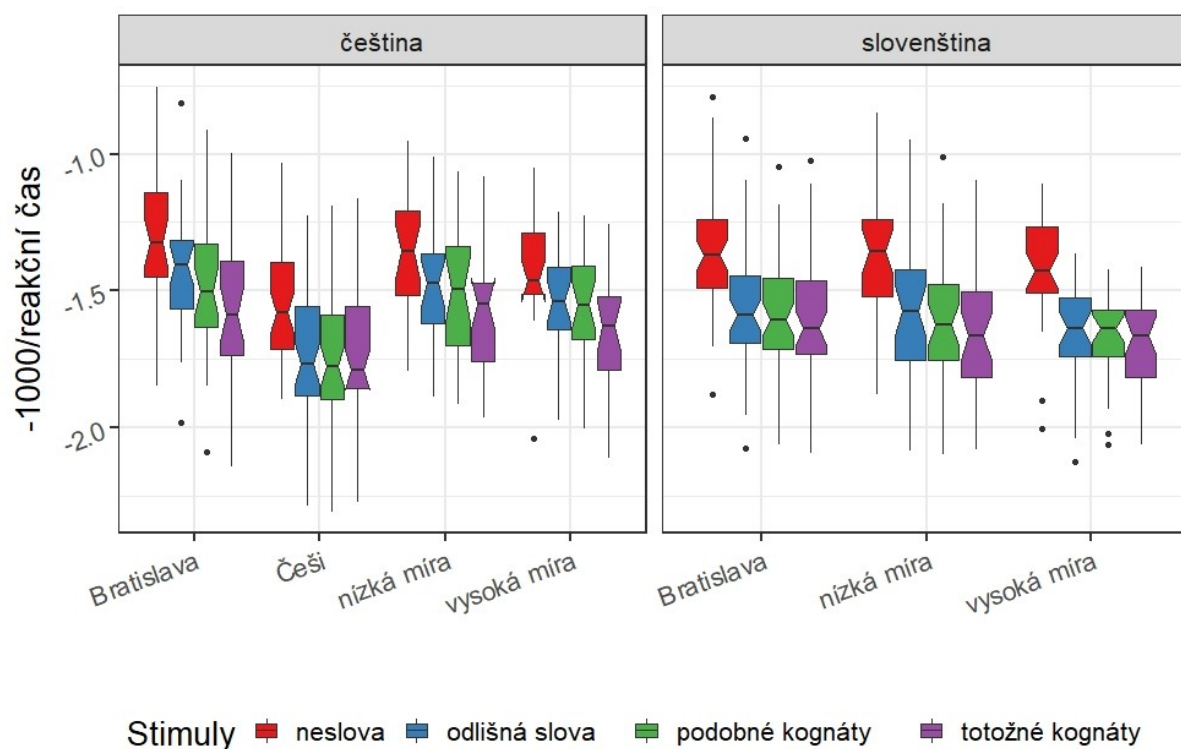 čeština
slovenština
-1000/reakční čas
-1.0
-1.5
-2.0
Bratislava
Češi
nízká míra
vysoká míra
Bratislava
nízká míra
vysoká míra
Stimuly neslova odlišná slova podobné kognáty totožné kognáty